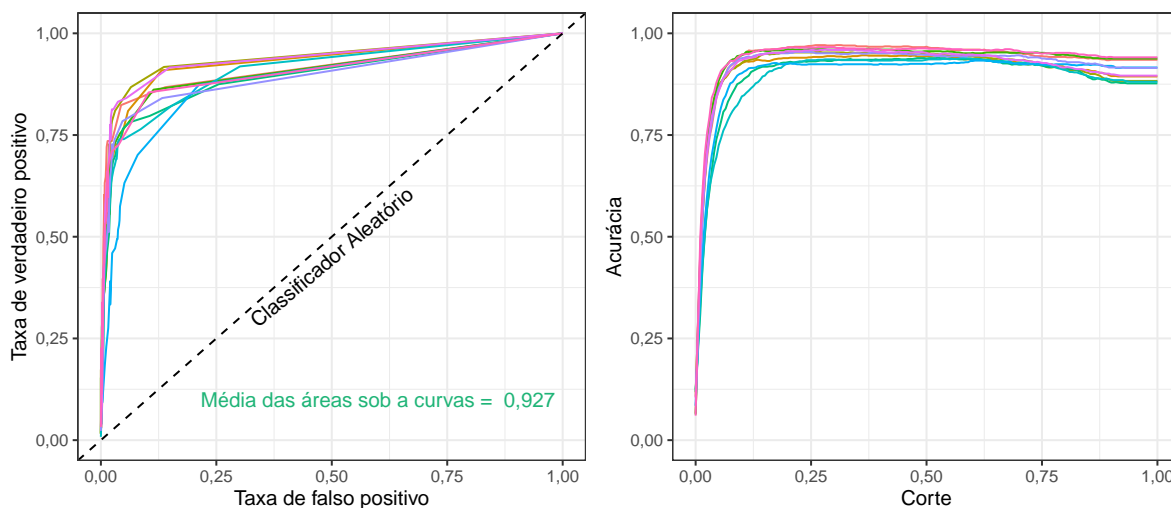 Taxa de verdadeiro positivo
1,00
0,75
0,50
0,25
0,00
Classificador Aleatório
Média das áreas sob a curvas = 0,927
0,00 0,25 0,50 0,75 1,00
Taxa de falso positivo
Acurácia
1,00
0,75
0,50
0,25
0,00
0,00 0,25 0,50 0,75 1,00
Corte